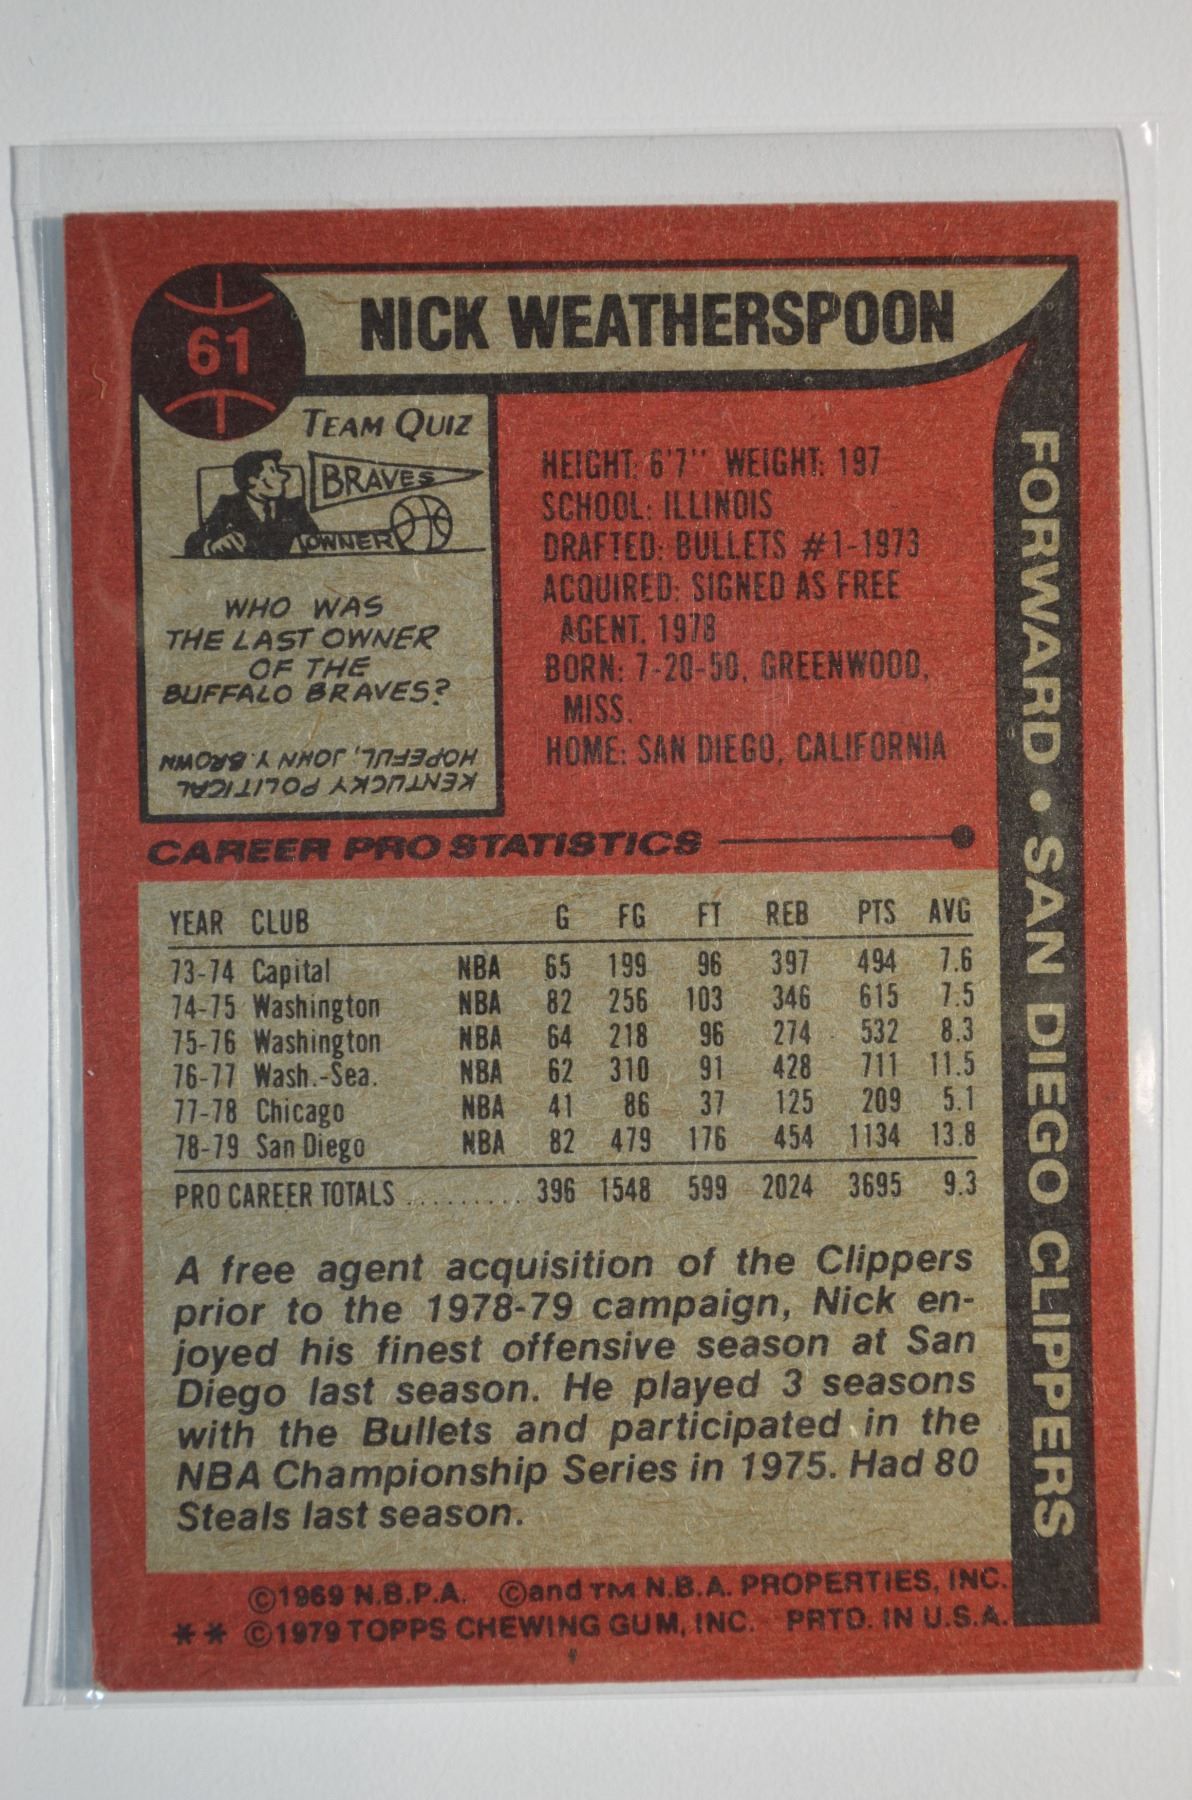 61
NICK WEATHERSPOON
TEAM QUIZ
BRAVES
OWNER
WHO WAS
THE LAST OWNER
OF THE
BUFFALO BRAVES?
KENTUCKY POLITICAL
HOPEFUL, JOHN Y. BROWN
HEIGHT: 6'7" WEIGHT: 197
SCHOOL: ILLINOIS
DRAFTED: BULLETS #1-1973
ACQUIRED: SIGNED AS FREE
AGENT, 1978
BORN: 7-20-50, GREENWOOD,
MISS.
HOME: SAN DIEGO, CALIFORNIA
FORWARD • SAN DIEGO CLIPPERS
CAREER PRO STATISTICS
YEAR CLUB G FG FT REB PTS AVG
73-74 Capital NBA 65 199 96 397 494 7.6
74-75 Washington NBA 82 256 103 346 615 7.5
75-76 Washington NBA 64 218 96 274 532 8.3
76-77 Wash.-Sea. NBA 62 310 91 428 711 11.5
77-78 Chicago NBA 41 86 37 125 209 5.1
78-79 San Diego NBA 82 479 176 454 1134 13.8
PRO CAREER TOTALS ......... 396 1548 599 2024 3695 9.3
A free agent acquisition of the Clippers
prior to the 1978-79 campaign, Nick en-
joyed his finest offensive season at San
Diego last season. He played 3 seasons
with the Bullets and participated in the
NBA Championship Series in 1975. Had 80
Steals last season.
©1969 N.B.P.A. ©and TM N.B.A. PROPERTIES, INC.
** ©1979 TOPPS CHEWING GUM, INC. PRTD. IN U.S.A.